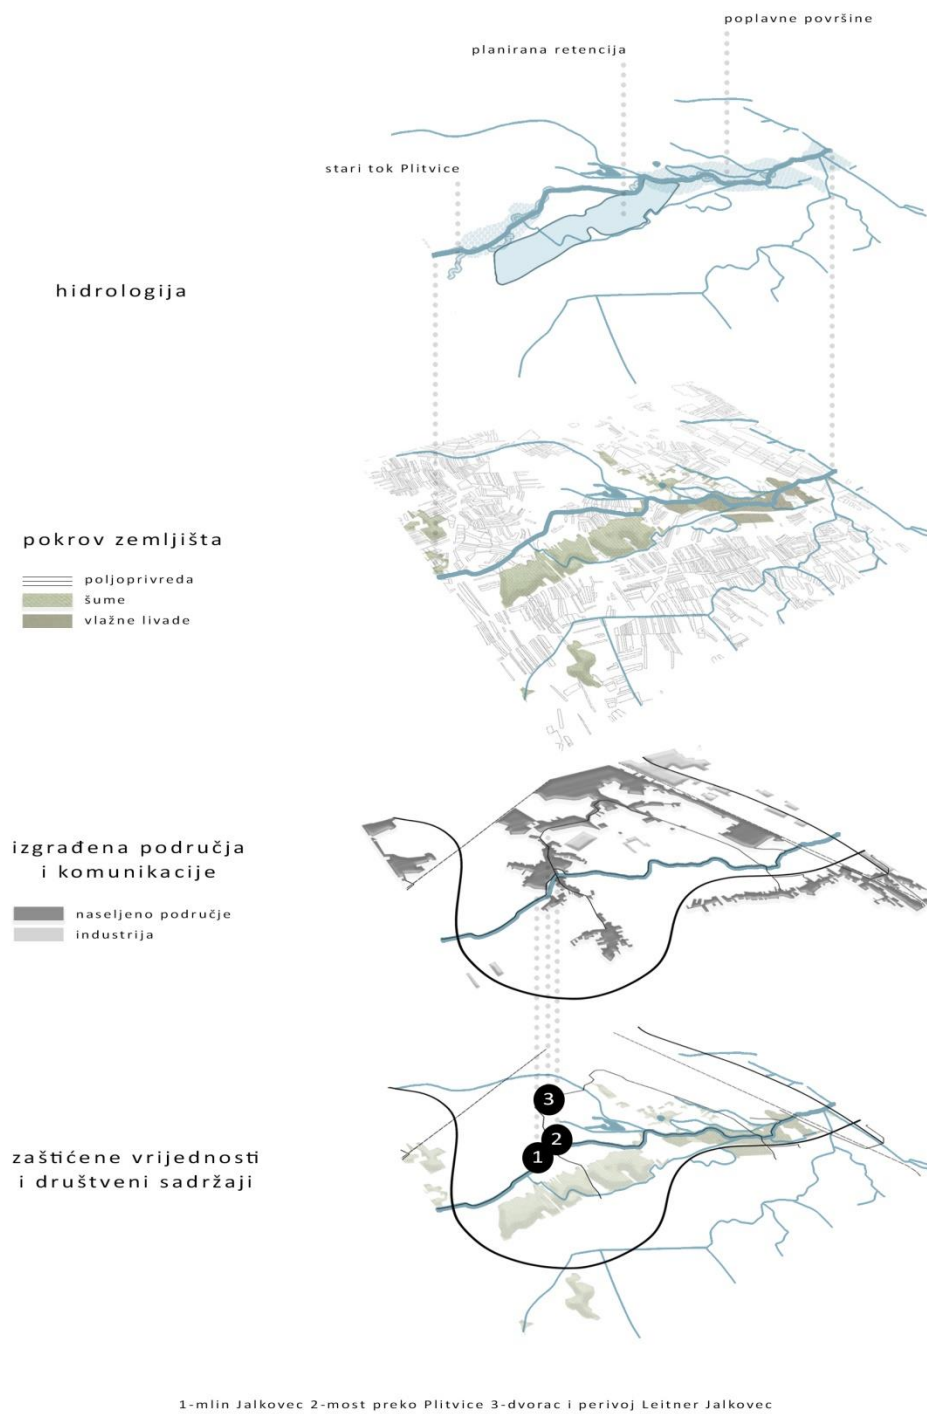 poplavne površine
planirana retencija
stari tok Plitvice
hidrologija
pokrov zemljišta
poljoprivreda
šume
vlažne livade
izgrađena područja
i komunikacije
naseljeno područje
industrija
3
2
1
zaštićene vrijednosti
i društveni sadržaji
1-mlin Jalkovec 2-most preko Plitvice 3-dvorac i perivoj Leitner Jalkovec